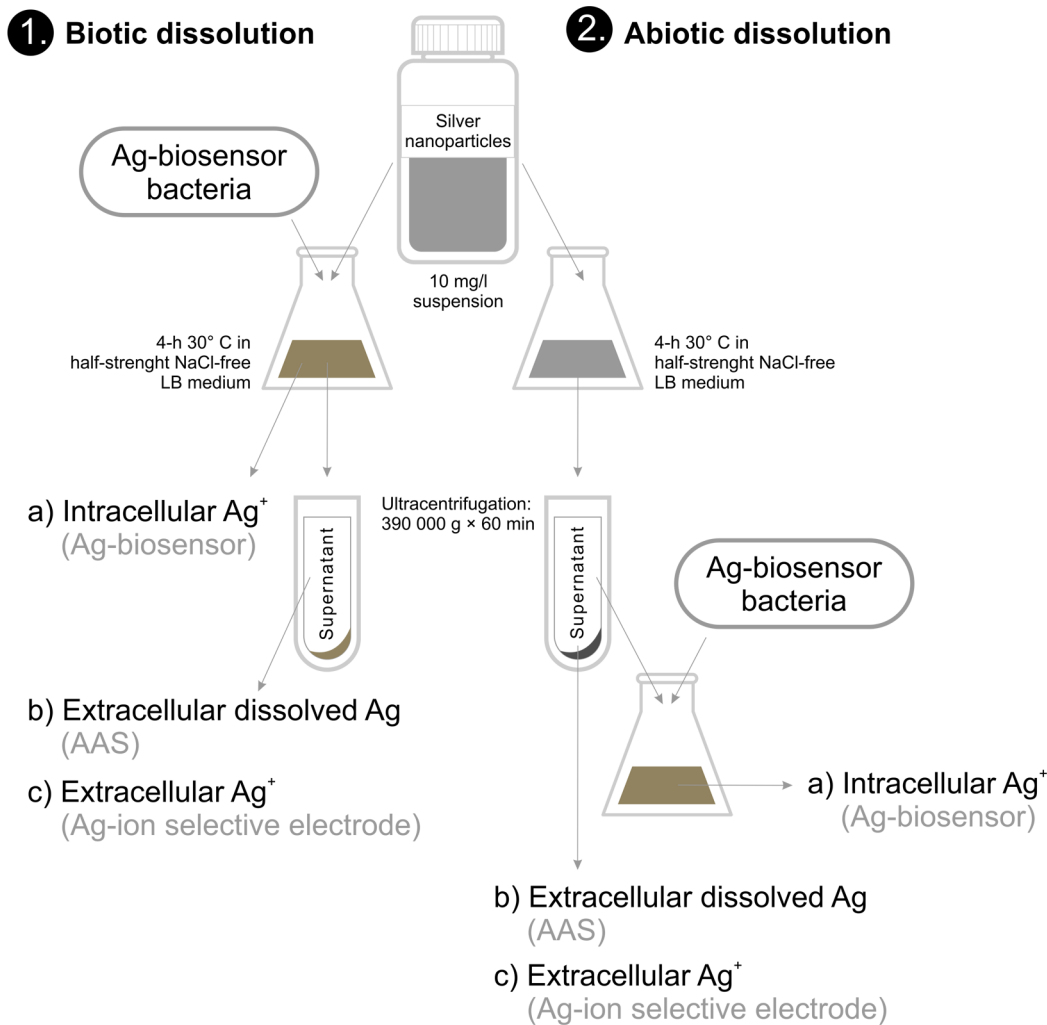 1. Biotic dissolution
2. Abiotic dissolution
Silver
nanoparticles
Ag-biosensor
bacteria
10 mg/l
suspension
4-h 30° C in
half-strenght NaCl-free
LB medium
4-h 30° C in
half-strenght NaCl-free
LB medium
a) Intracellular Ag⁺
(Ag-biosensor)
Supernatant
Ultracentrifugation:
390 000 g × 60 min
Supernatant
Ag-biosensor
bacteria
b) Extracellular dissolved Ag
(AAS)
c) Extracellular Ag⁺
(Ag-ion selective electrode)
a) Intracellular Ag⁺
(Ag-biosensor)
b) Extracellular dissolved Ag
(AAS)
c) Extracellular Ag⁺
(Ag-ion selective electrode)